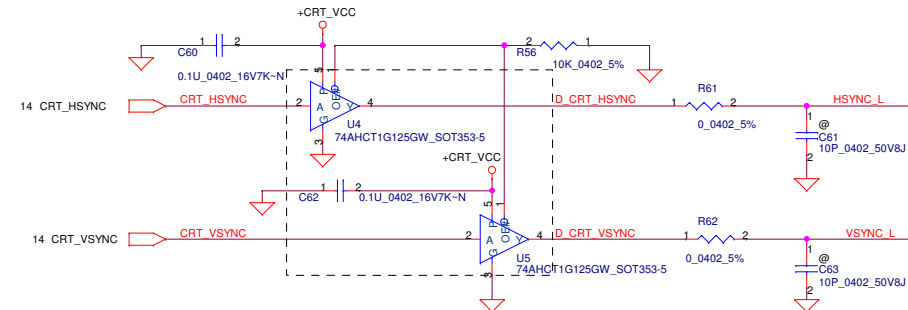 +CRT_VCC
1 C60 2
0.1U_0402_16V7K~N
2 R56 1
10K_0402_5%
5 1
P OE#
14 CRT_HSYNC CRT_HSYNC 2 A Y 4 D_CRT_HSYNC 1 R61 2 HSYNC_L
0_0402_5%
G
3
U4
74AHCT1G125GW_SOT353-5
1 @
C61
10P_0402_50V8J
2
+CRT_VCC
1 C62 2 0.1U_0402_16V7K~N
5 1
P OE#
14 CRT_VSYNC CRT_VSYNC 2 A Y 4 D_CRT_VSYNC 1 R62 2 VSYNC_L
0_0402_5%
G
3
U5
74AHCT1G125GW_SOT353-5
1 @
C63
10P_0402_50V8J
2